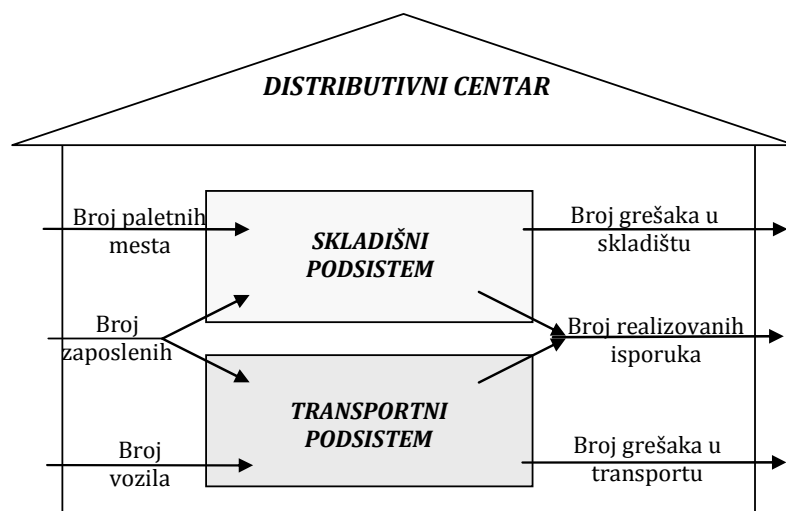 DISTRIBUTIVNI CENTAR
Broj paletnih
mesta
SKLADIŠNI
PODSISTEM
Broj grešaka u
skladištu
Broj
zaposlenih
Broj realizovanih
isporuka
TRANSPORTNI
PODSISTEM
Broj
vozila
Broj grešaka u
transportu